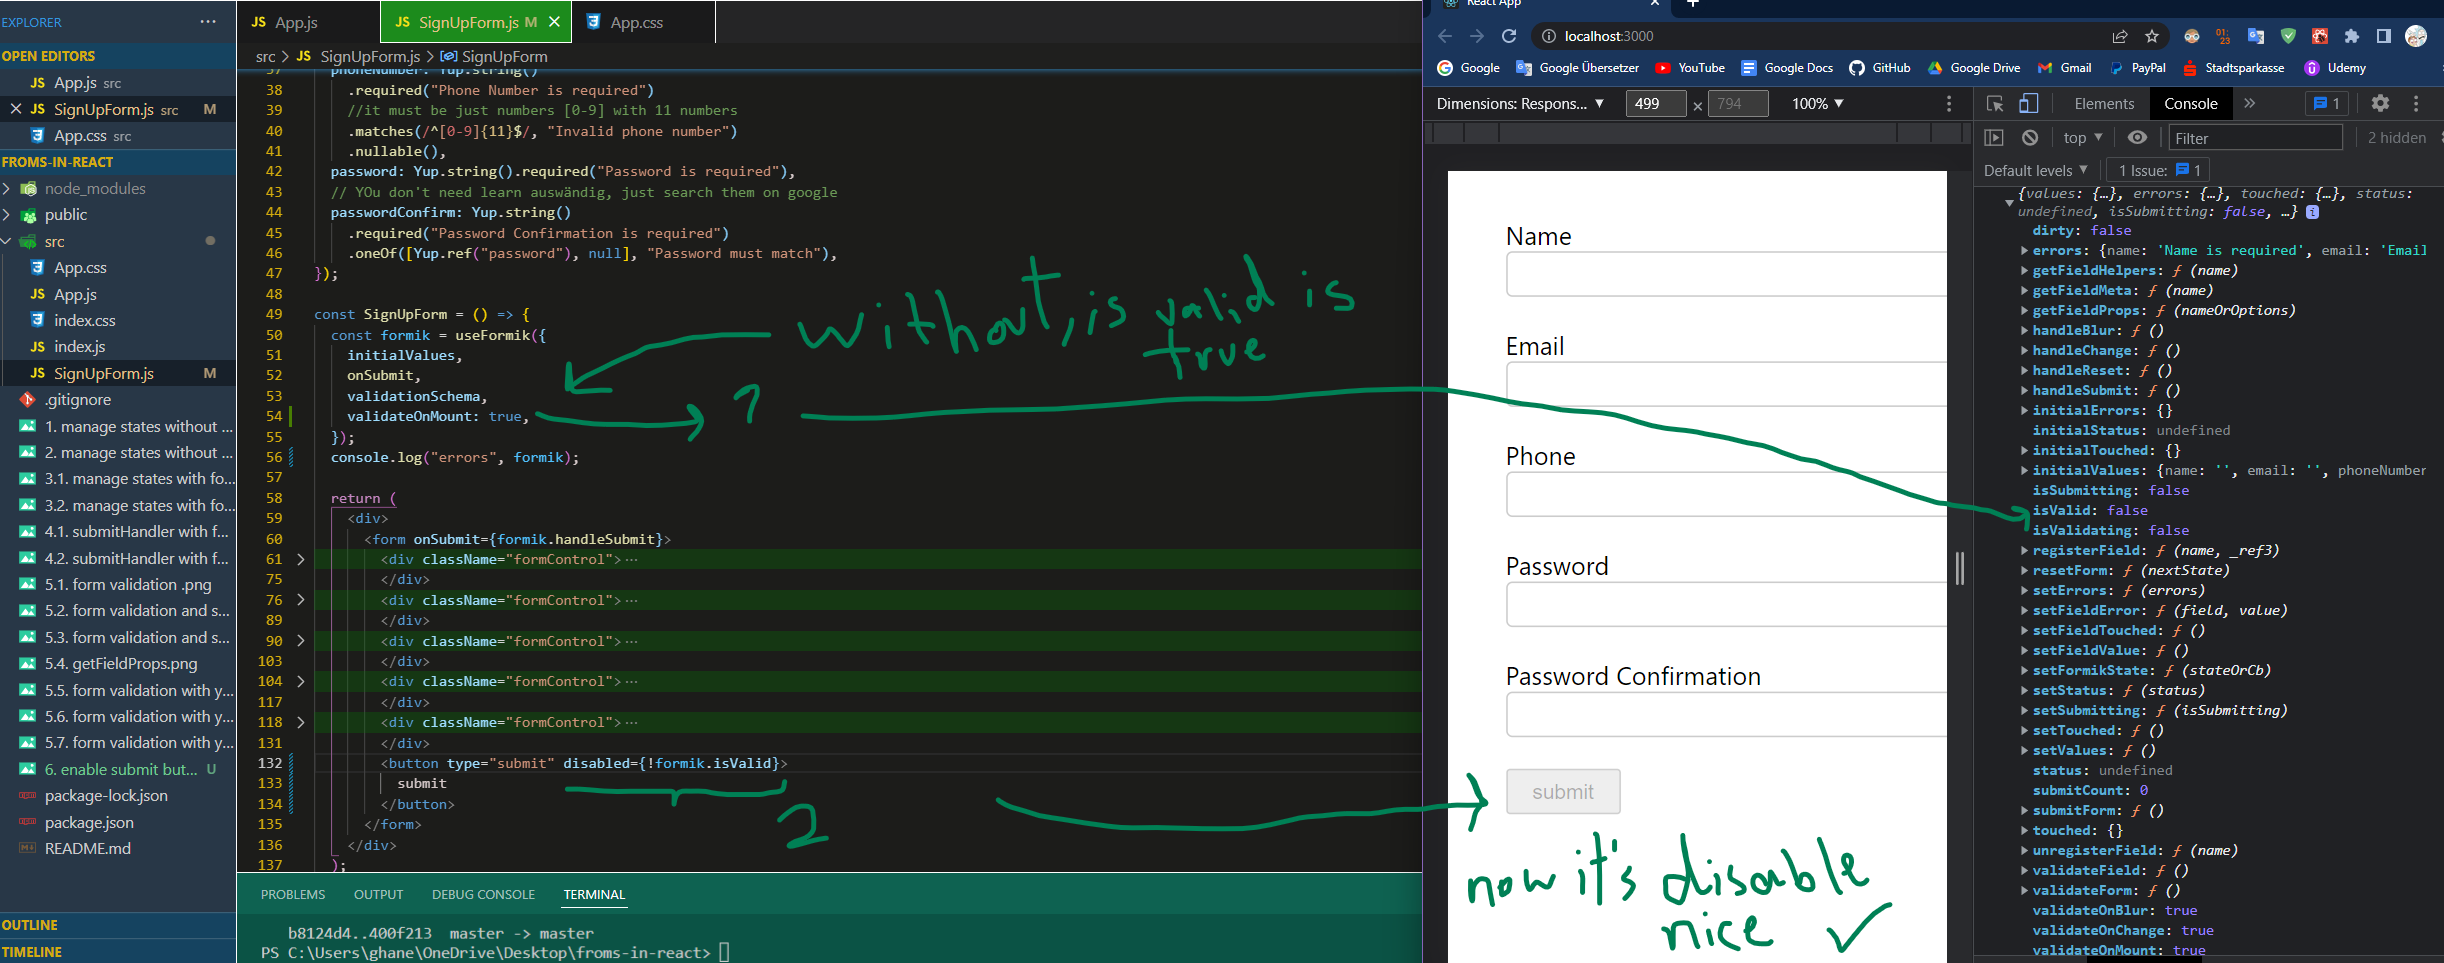 EXPLORER
OPEN EDITORS
JS App.js src
JS SignUpForm.js src M
App.css src
FROMS-IN-REACT
node_modules
public
src
App.css
JS App.js
index.css
JS index.js
JS SignUpForm.js M
.gitignore
1. manage states without ...
2. manage states without ...
3.1. manage states with fo...
3.2. manage states with fo...
4.1. submitHandler with f...
4.2. submitHandler with f...
5.1. form validation .png
5.2. form validation and s...
5.3. form validation and s...
5.4. getFieldProps.png
5.5. form validation with y...
5.6. form validation with y...
5.7. form validation with y...
6. enable submit but... U
package-lock.json
package.json
README.md
OUTLINE
TIMELINE
JS App.js
JS SignUpForm.js M
App.css
src > JS SignUpForm.js > SignUpForm
37 phoneNumber: Yup.string()
38 .required("Phone Number is required")
39 //it must be just numbers [0-9] with 11 numbers
40 .matches(/^[0-9]{11}$/, "Invalid phone number")
41 .nullable(),
42 password: Yup.string().required("Password is required"),
43 // YOu don't need learn auswändig, just search them on google
44 passwordConfirm: Yup.string()
45 .required("Password Confirmation is required")
46 .oneOf([Yup.ref("password"), null], "Password must match"),
47 });
48
49 const SignUpForm = () => {
50 const formik = useFormik({
51 initialValues,
52 onSubmit,
53 validationSchema,
54 validateOnMount: true,
55 });
56 console.log("errors", formik);
57
58 return (
59 <div>
60 <form onSubmit={formik.handleSubmit}>
61 <div className="formControl">···
75 </div>
76 <div className="formControl">···
89 </div>
90 <div className="formControl">···
103 </div>
104 <div className="formControl">···
117 </div>
118 <div className="formControl">···
131 </div>
132 <button type="submit" disabled={!formik.isValid}>
133 submit
134 </button>
135 </form>
136 </div>
137 );
without, is valid is
true
1
2
PROBLEMS OUTPUT DEBUG CONSOLE TERMINAL
b8124d4..400f213 master -> master
PS C:\Users\ghane\OneDrive\Desktop\froms-in-react>
React App
localhost:3000
01:
23
Google Google Übersetzer YouTube Google Docs GitHub Google Drive Gmail PayPal Stadtsparkasse Udemy
Dimensions: Respons... 499 × 794 100%
Name
Email
Phone
Password
Password Confirmation
submit
now it's disable
nice
Elements Console 1
top Filter 2 hidden
Default levels 1 Issue: 1
{values: {…}, errors: {…}, touched: {…}, status:
undefined, isSubmitting: false, …} i
dirty: false
errors: {name: 'Name is required', email: 'Email
getFieldHelpers: ƒ (name)
getFieldMeta: ƒ (name)
getFieldProps: ƒ (nameOrOptions)
handleBlur: ƒ ()
handleChange: ƒ ()
handleReset: ƒ ()
handleSubmit: ƒ ()
initialErrors: {}
initialStatus: undefined
initialTouched: {}
initialValues: {name: '', email: '', phoneNumber
isSubmitting: false
isValid: false
isValidating: false
registerField: ƒ (name, _ref3)
resetForm: ƒ (nextState)
setErrors: ƒ (errors)
setFieldError: ƒ (field, value)
setFieldTouched: ƒ ()
setFieldValue: ƒ ()
setFormikState: ƒ (stateOrCb)
setStatus: ƒ (status)
setSubmitting: ƒ (isSubmitting)
setTouched: ƒ ()
setValues: ƒ ()
status: undefined
submitCount: 0
submitForm: ƒ ()
touched: {}
unregisterField: ƒ (name)
validateField: ƒ ()
validateForm: ƒ ()
validateOnBlur: true
validateOnChange: true
validateOnMount: true